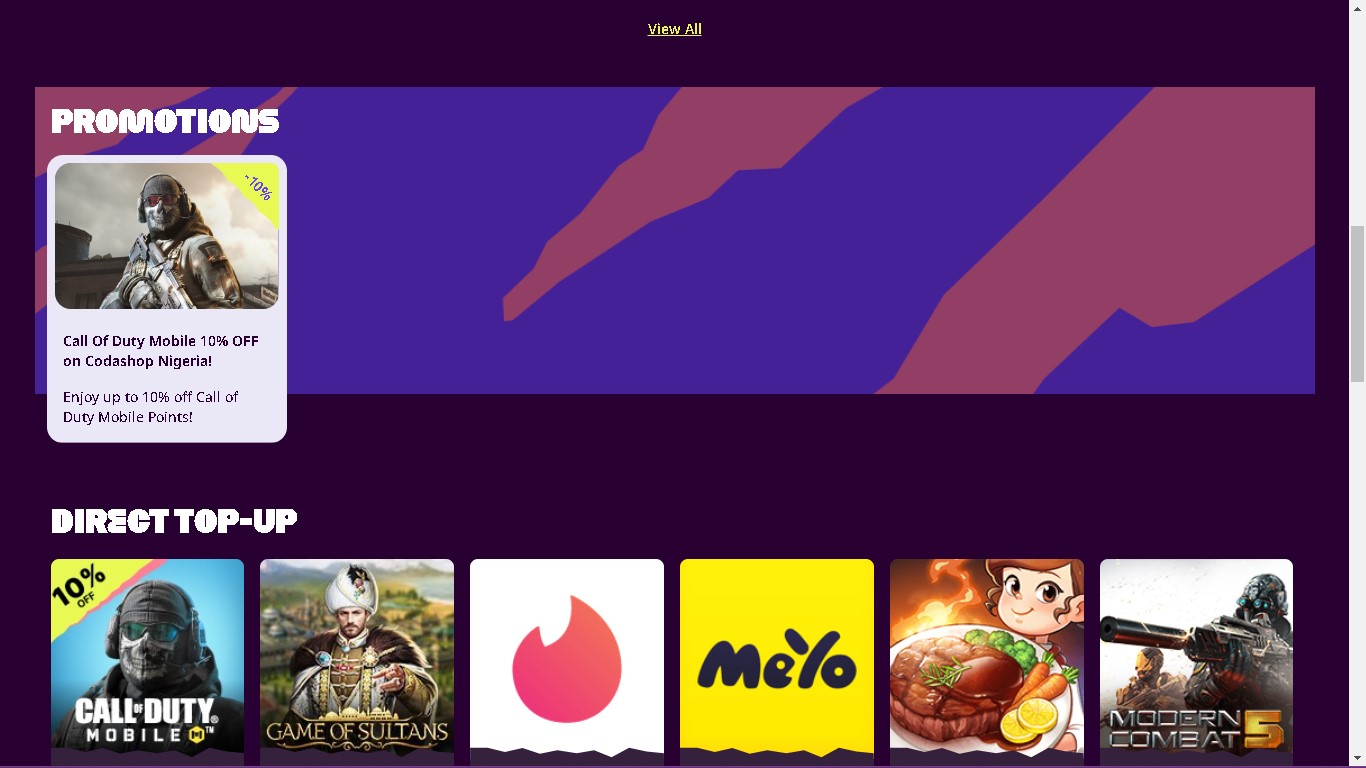 View All
PROMOTIONS
-10%
Call Of Duty Mobile 10% OFF
on Codashop Nigeria!
Enjoy up to 10% off Call of
Duty Mobile Points!
DIRECT TOP-UP
10%
OFF
CALL OF DUTY®
MOBILE TM
GAME OF SULTANS
MeYo
MODERN
COMBAT 5